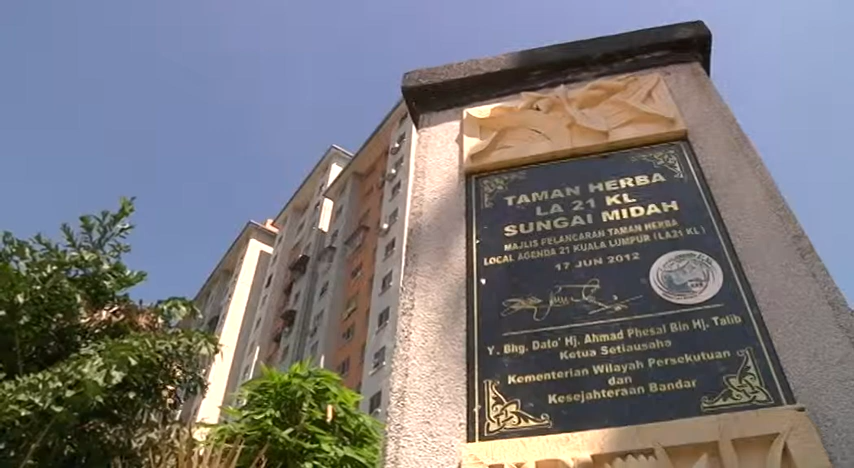 TAMAN HERBA
LA 21 KL
SUNGAI MIDAH
MAJLIS PELANCARAN TAMAN HERBA
LOCAL AGENDA 21 KUALA LUMPUR (LA21 KL)
17 JUN 2012
Y. Bhg. Dato' Hj. Ahmad Phesal Bin Hj. Talib
Ketua Setiausaha
Kementerian Wilayah Persekutuan
dan
Kesejahteraan Bandar